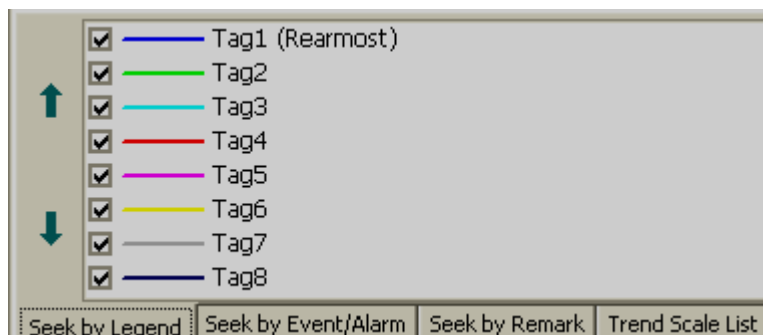 Tag1 (Rearmost)
Tag2
Tag3
Tag4
Tag5
Tag6
Tag7
Tag8
Seek by Legend Seek by Event/Alarm Seek by Remark Trend Scale List